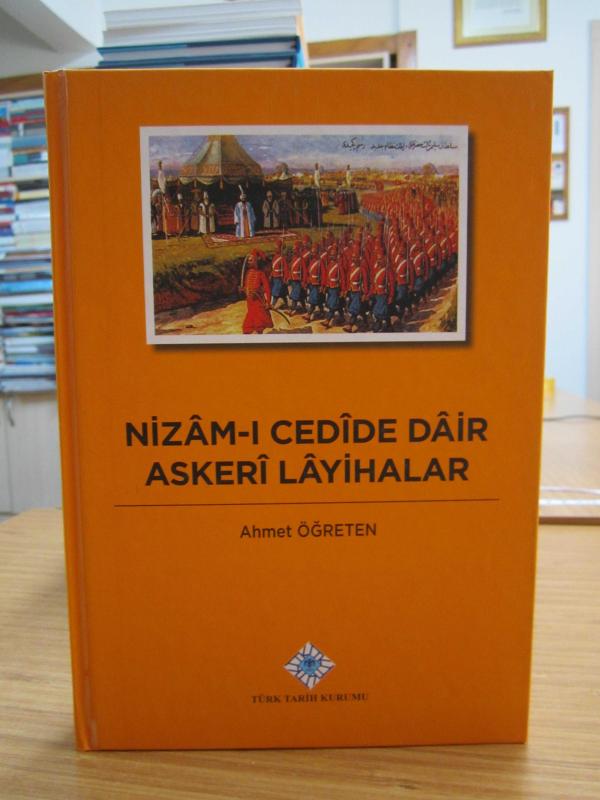 NİZÂM-I CEDÎDE DÂİR
ASKERÎ LÂYİHALAR
Ahmet ÖĞRETEN
TÜRK TARİH KURUMU